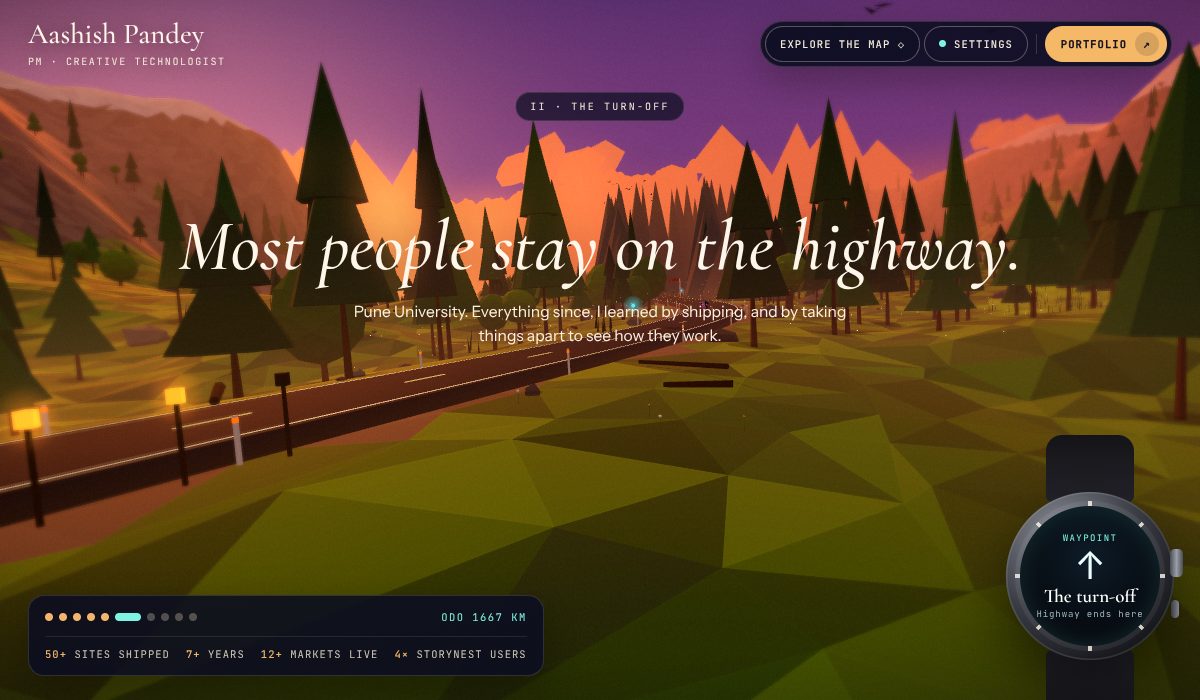 Aashish Pandey
PM · CREATIVE TECHNOLOGIST
EXPLORE THE MAP ◇
SETTINGS
PORTFOLIO ↗
II · THE TURN-OFF
Most people stay on the highway.
Pune University. Everything since, I learned by shipping, and by taking
things apart to see how they work.
WAYPOINT
The turn-off
Highway ends here
ODO 1667 KM
50+ SITES SHIPPED 7+ YEARS 12+ MARKETS LIVE 4× STORYNEST USERS